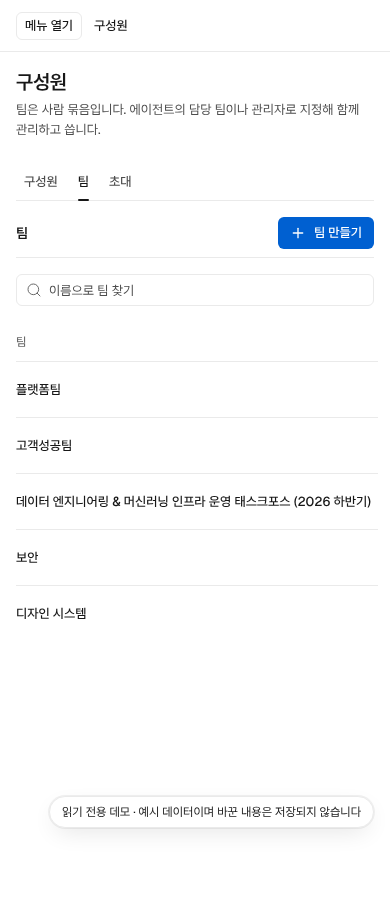 메뉴 열기 구성원
구성원
팀은 사람 묶음입니다. 에이전트의 담당 팀이나 관리자로 지정해 함께
관리하고 씁니다.
구성원 팀 초대
팀
팀 만들기
이름으로 팀 찾기
팀
플랫폼팀
고객성공팀
데이터 엔지니어링 & 머신러닝 인프라 운영 태스크포스 (2026 하반기)
보안
디자인 시스템
읽기 전용 데모 · 예시 데이터이며 바꾼 내용은 저장되지 않습니다